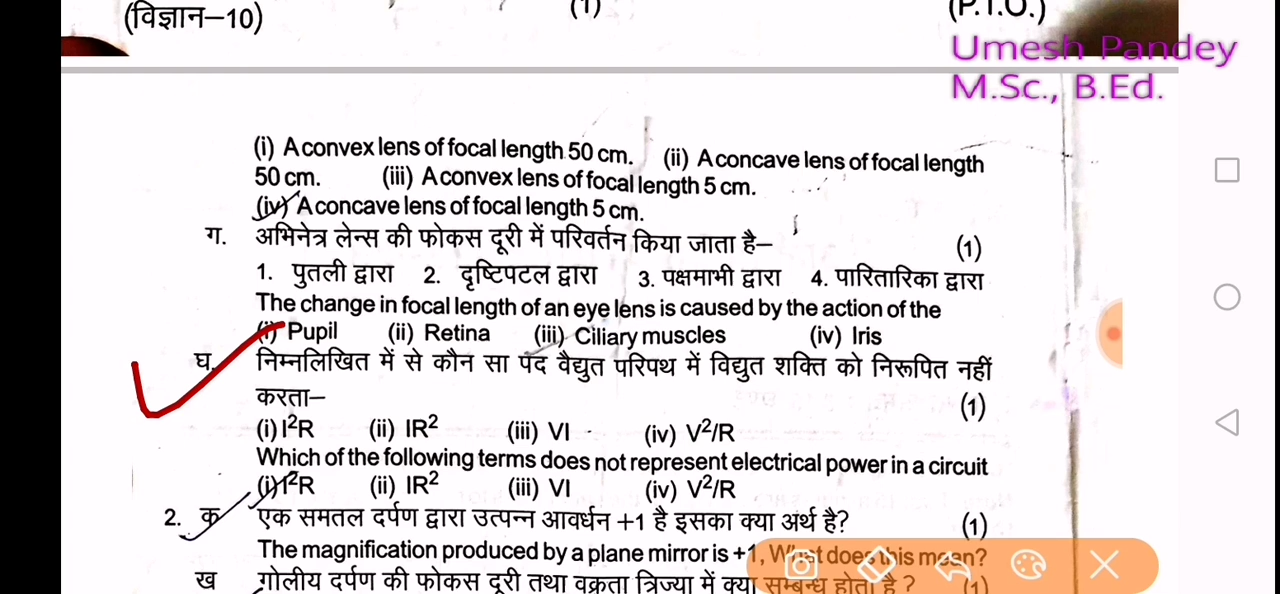 (विज्ञान–10) (1) (P.T.O.)
Umesh Pandey
M.Sc., B.Ed.
(i) A convex lens of focal length 50 cm. (ii) A concave lens of focal length
50 cm. (iii) A convex lens of focal length 5 cm.
(iv) A concave lens of focal length 5 cm.
ग. अभिनेत्र लेन्स की फोकस दूरी में परिवर्तन किया जाता है– (1)
1. पुतली द्वारा 2. दृष्टिपटल द्वारा 3. पक्षमाभी द्वारा 4. पारितारिका द्वारा
The change in focal length of an eye lens is caused by the action of the
(i) Pupil (ii) Retina (iii) Ciliary muscles (iv) Iris
घ. निम्नलिखित में से कौन सा पद वैद्युत परिपथ में विद्युत शक्ति को निरूपित नहीं
करता– (1)
(i) I²R (ii) IR² (iii) VI (iv) V²/R
Which of the following terms does not represent electrical power in a circuit
(i) I²R (ii) IR² (iii) VI (iv) V²/R
2. क एक समतल दर्पण द्वारा उत्पन्न आवर्धन +1 है इसका क्या अर्थ है? (1)
The magnification produced by a plane mirror is +1, What does this mean?
ख गोलीय दर्पण की फोकस दूरी तथा वक्रता त्रिज्या में क्या सम्बन्ध होता है ? (1)